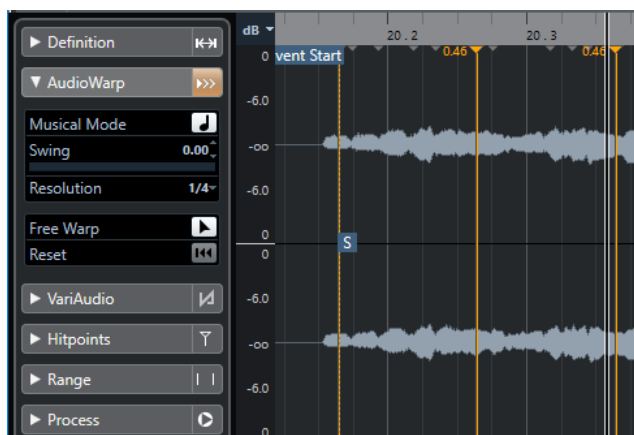 Definition
AudioWarp
Musical Mode
Swing 0.00
Resolution 1/4
Free Warp
Reset
VariAudio
Hitpoints
Range
Process
dB
20.2 20.3
0 vent Start 0.46 0.46
-6.0
-oo
-6.0
0
S
0
-6.0
-oo
-6.0
0